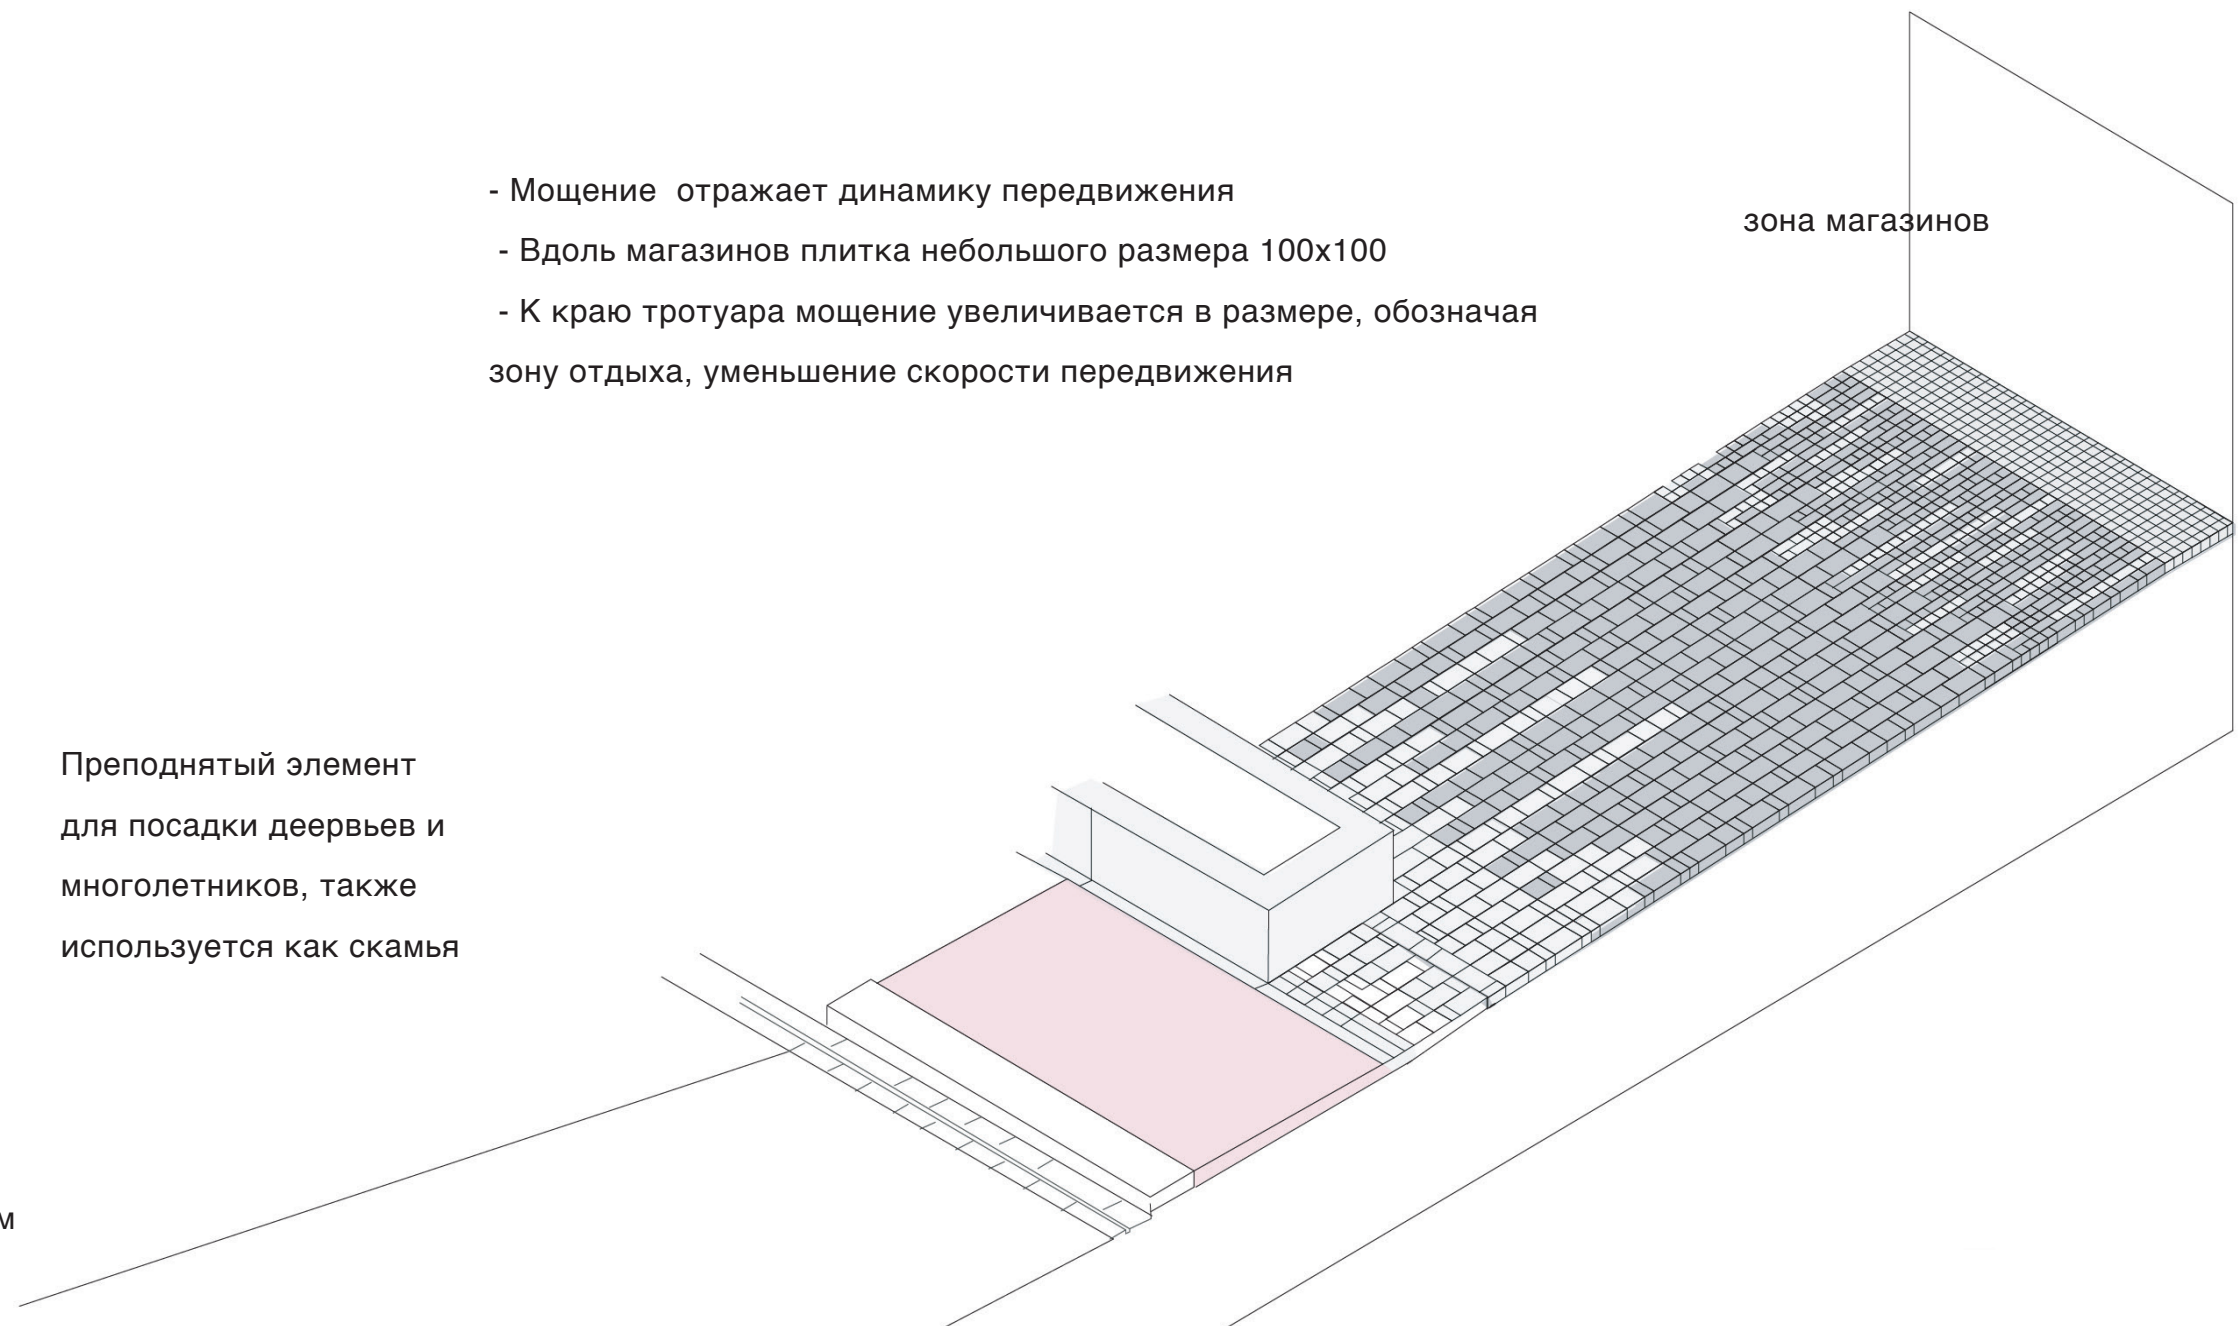 - Мощение  отражает динамику передвижения
зона магазинов
- Вдоль магазинов плитка небольшого размера 100х100
- К краю тротуара мощение увеличивается в размере, обозначая
зону отдыха, уменьшение скорости передвижения
Преподнятый элемент
для посадки деервьев и
многолетников, также
используется как скамья
м